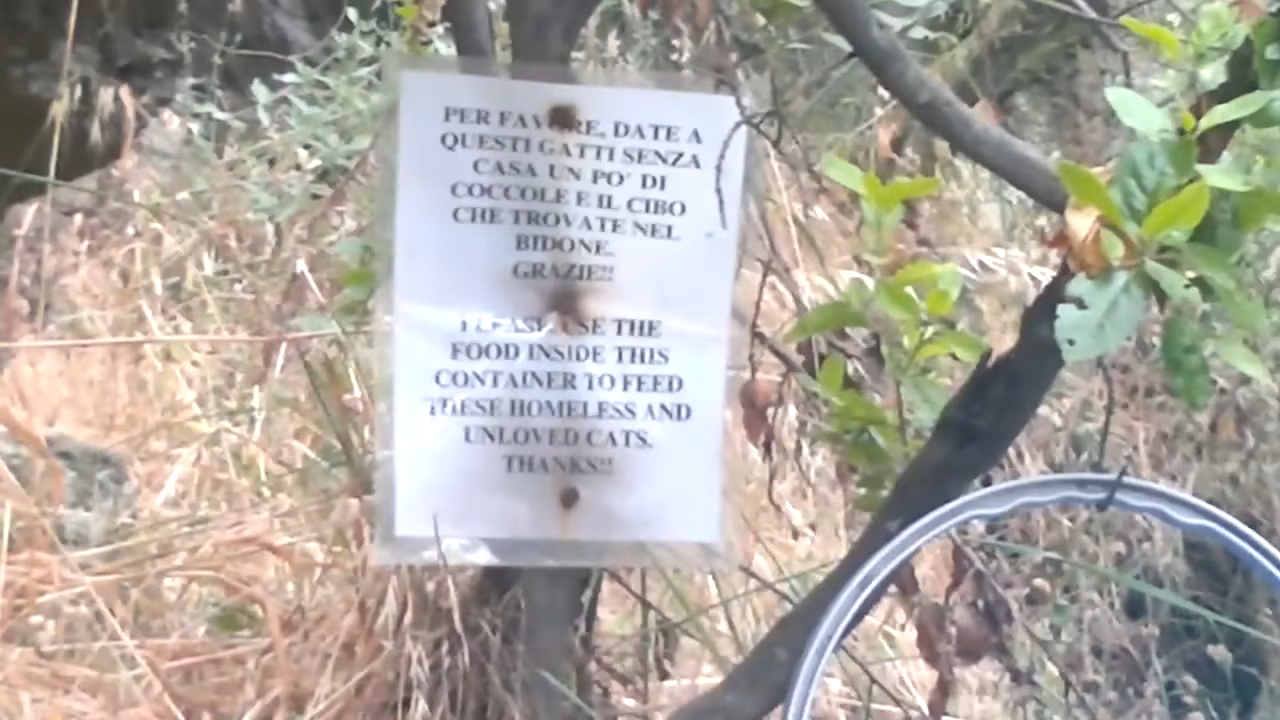 PER FAVORE, DATE A
QUESTI GATTI SENZA
CASA UN PO' DI
COCCOLE E IL CIBO
CHE TROVATE NEL
BIDONE.
GRAZIE!!
PLEASE USE THE
FOOD INSIDE THIS
CONTAINER TO FEED
THESE HOMELESS AND
UNLOVED CATS.
THANKS!!